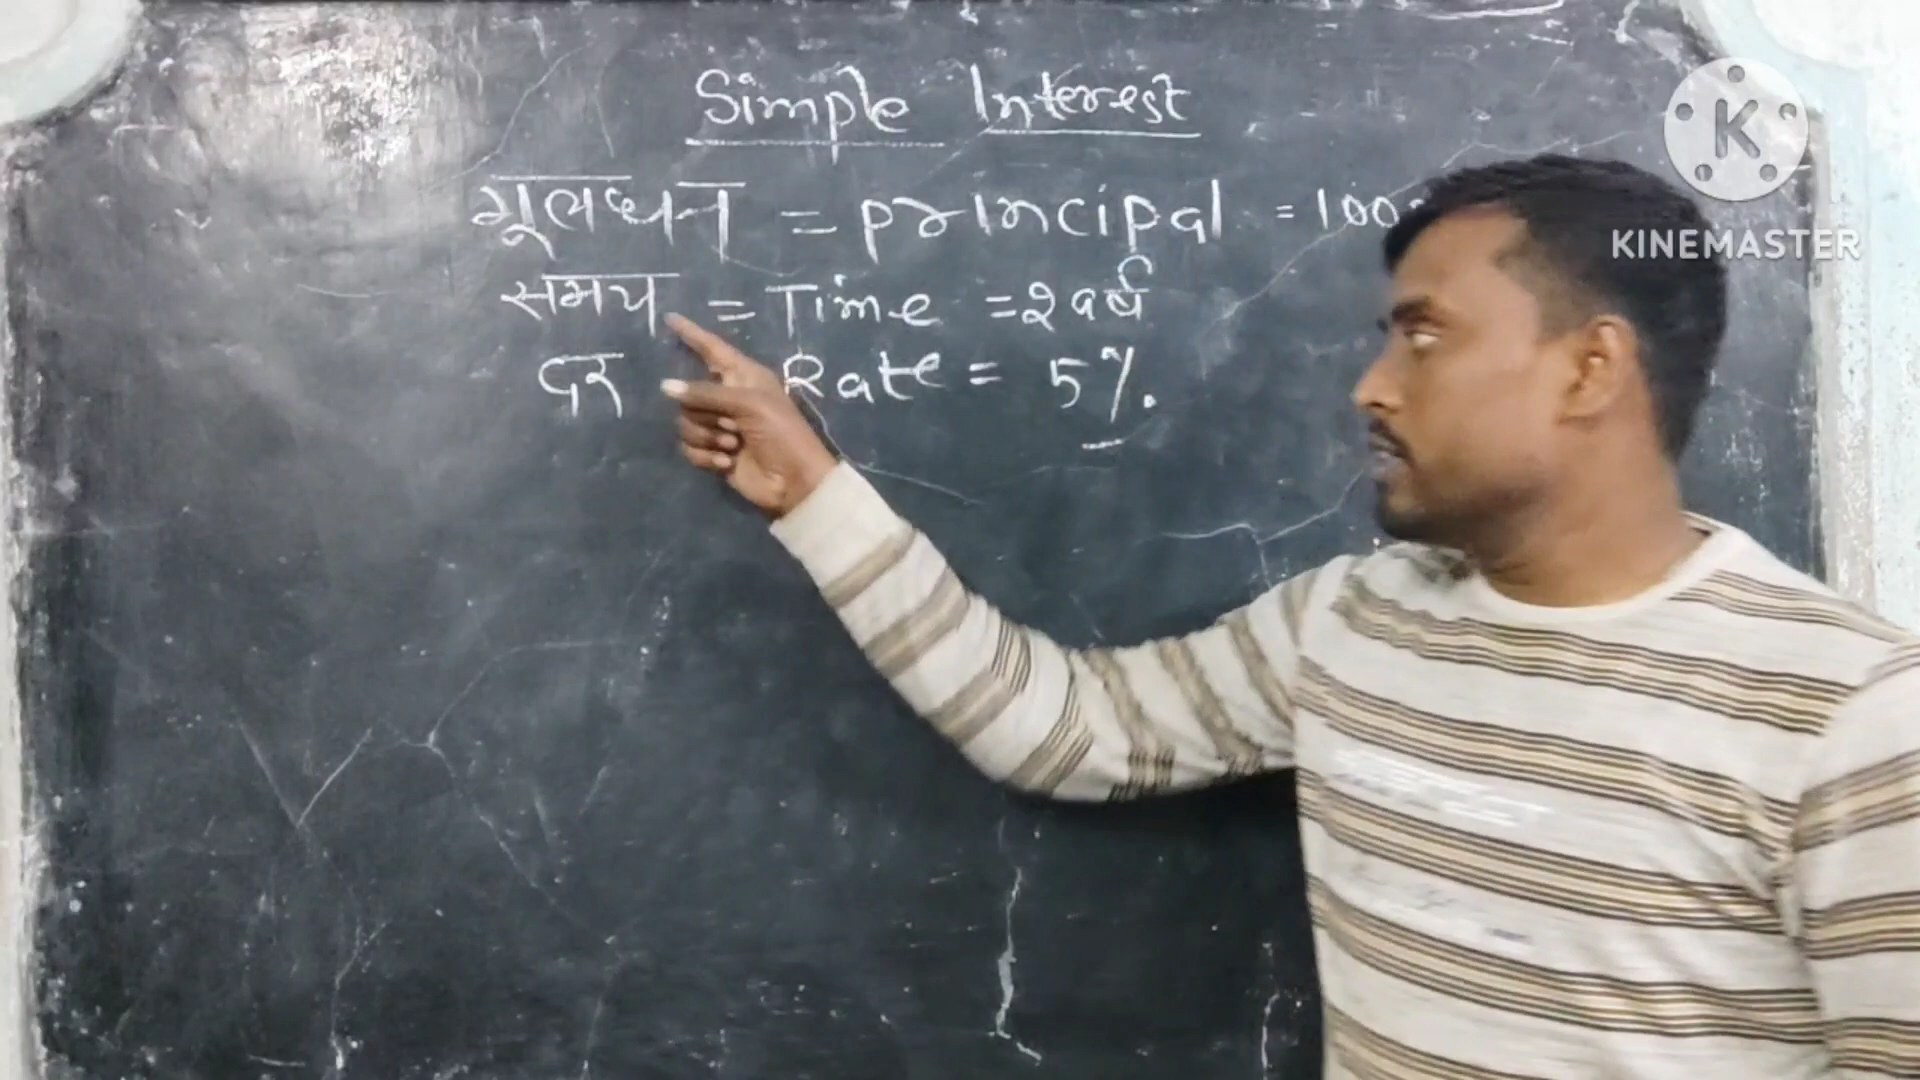 Simple Interest
मूलधन = principal = 100
समय = Time = २ वर्ष
दर Rate = 5%.
K
KINEMASTER